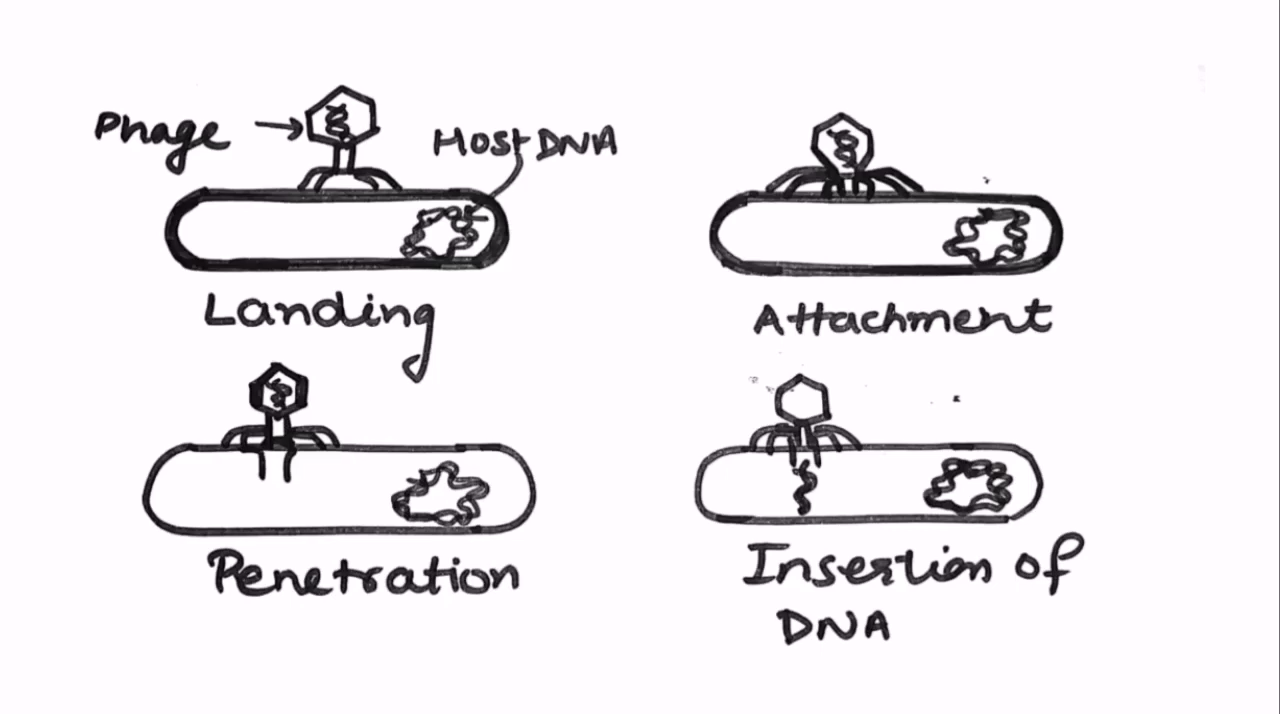 Phage
Host DNA
Landing
Attachment
Penetration
Insertion of
DNA